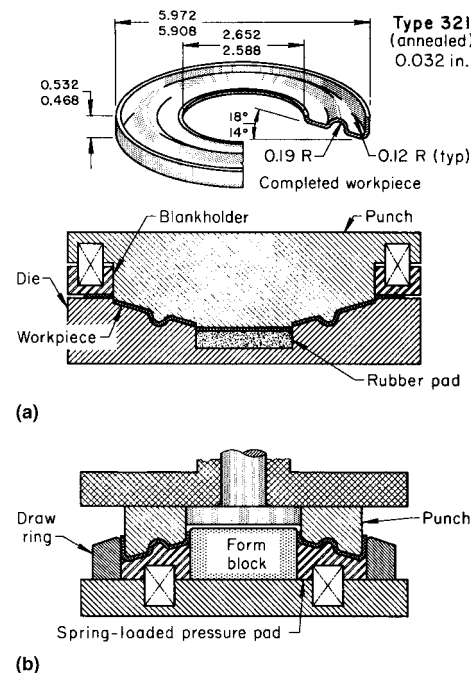 5.972
5.908
2.652
2.588
Type 321
(annealed)
0.032 in.
0.532
0.468
18°
14°
0.19 R
0.12 R (typ)
Completed workpiece
Blankholder
Punch
Die
Workpiece
Rubber pad
(a)
Draw
ring
Form
block
Punch
Spring-loaded pressure pad
(b)